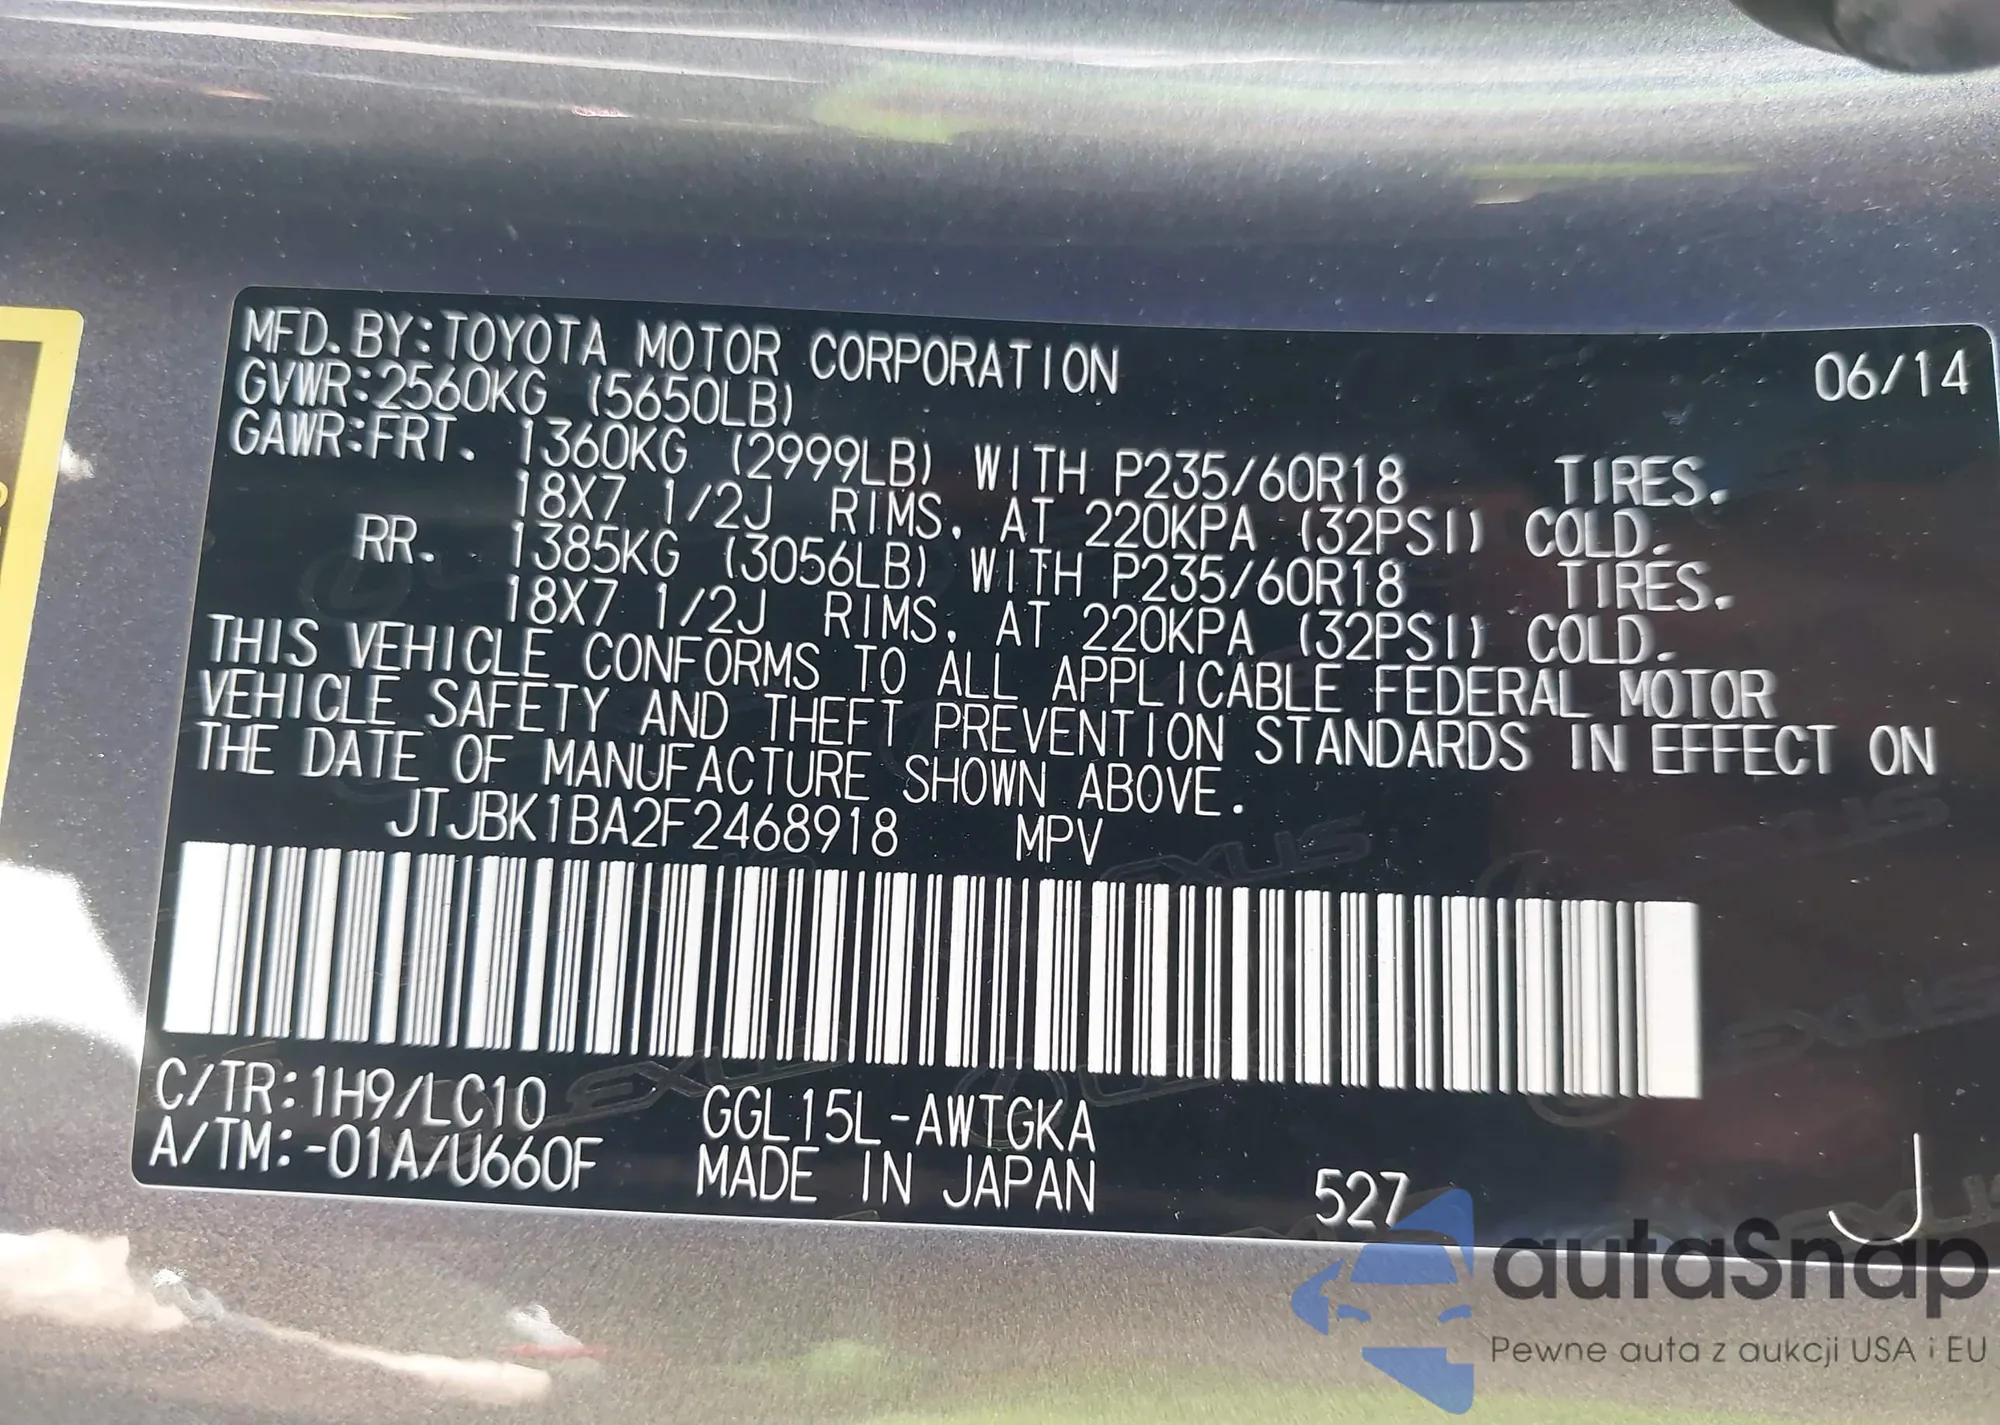 MFD. BY: TOYOTA MOTOR CORPORATION 06/14
GVWR: 2560KG (5650LB)
GAWR: FRT. 1360KG (2999LB) WITH P235/60R18 TIRES.
18X7 1/2J RIMS. AT 220KPA (32PSI) COLD.
RR. 1385KG (3056LB) WITH P235/60R18 TIRES.
18X7 1/2J RIMS. AT 220KPA (32PSI) COLD.
THIS VEHICLE CONFORMS TO ALL APPLICABLE FEDERAL MOTOR
VEHICLE SAFETY AND THEFT PREVENTION STANDARDS IN EFFECT ON
THE DATE OF MANUFACTURE SHOWN ABOVE.
JTJBK1BA2F2468918 MPV
C/TR: 1H9/LC10 GGL15L-AWTGKA
A/TM: -01A/U660F MADE IN JAPAN 527 J
autaSnap
Pewne auta z aukcji USA i EU